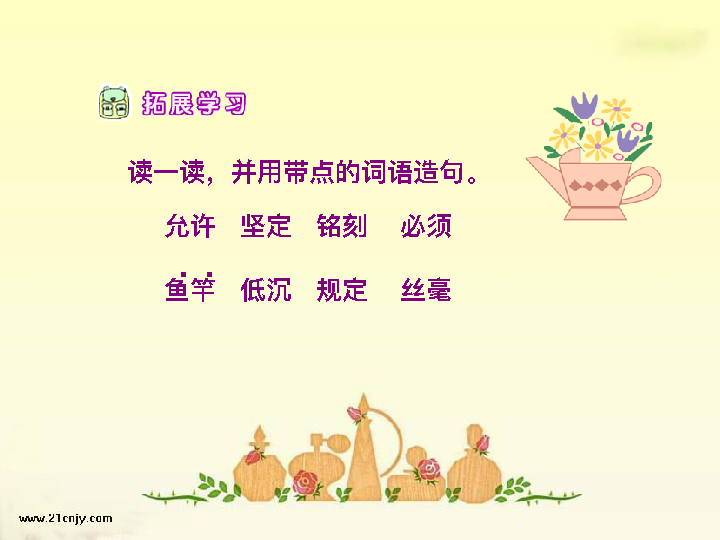 拓展学习
读一读，并用带点的词语造句。
允许 坚定 铭刻 必须
鱼竿 低沉 规定 丝毫
www.21cnjy.com